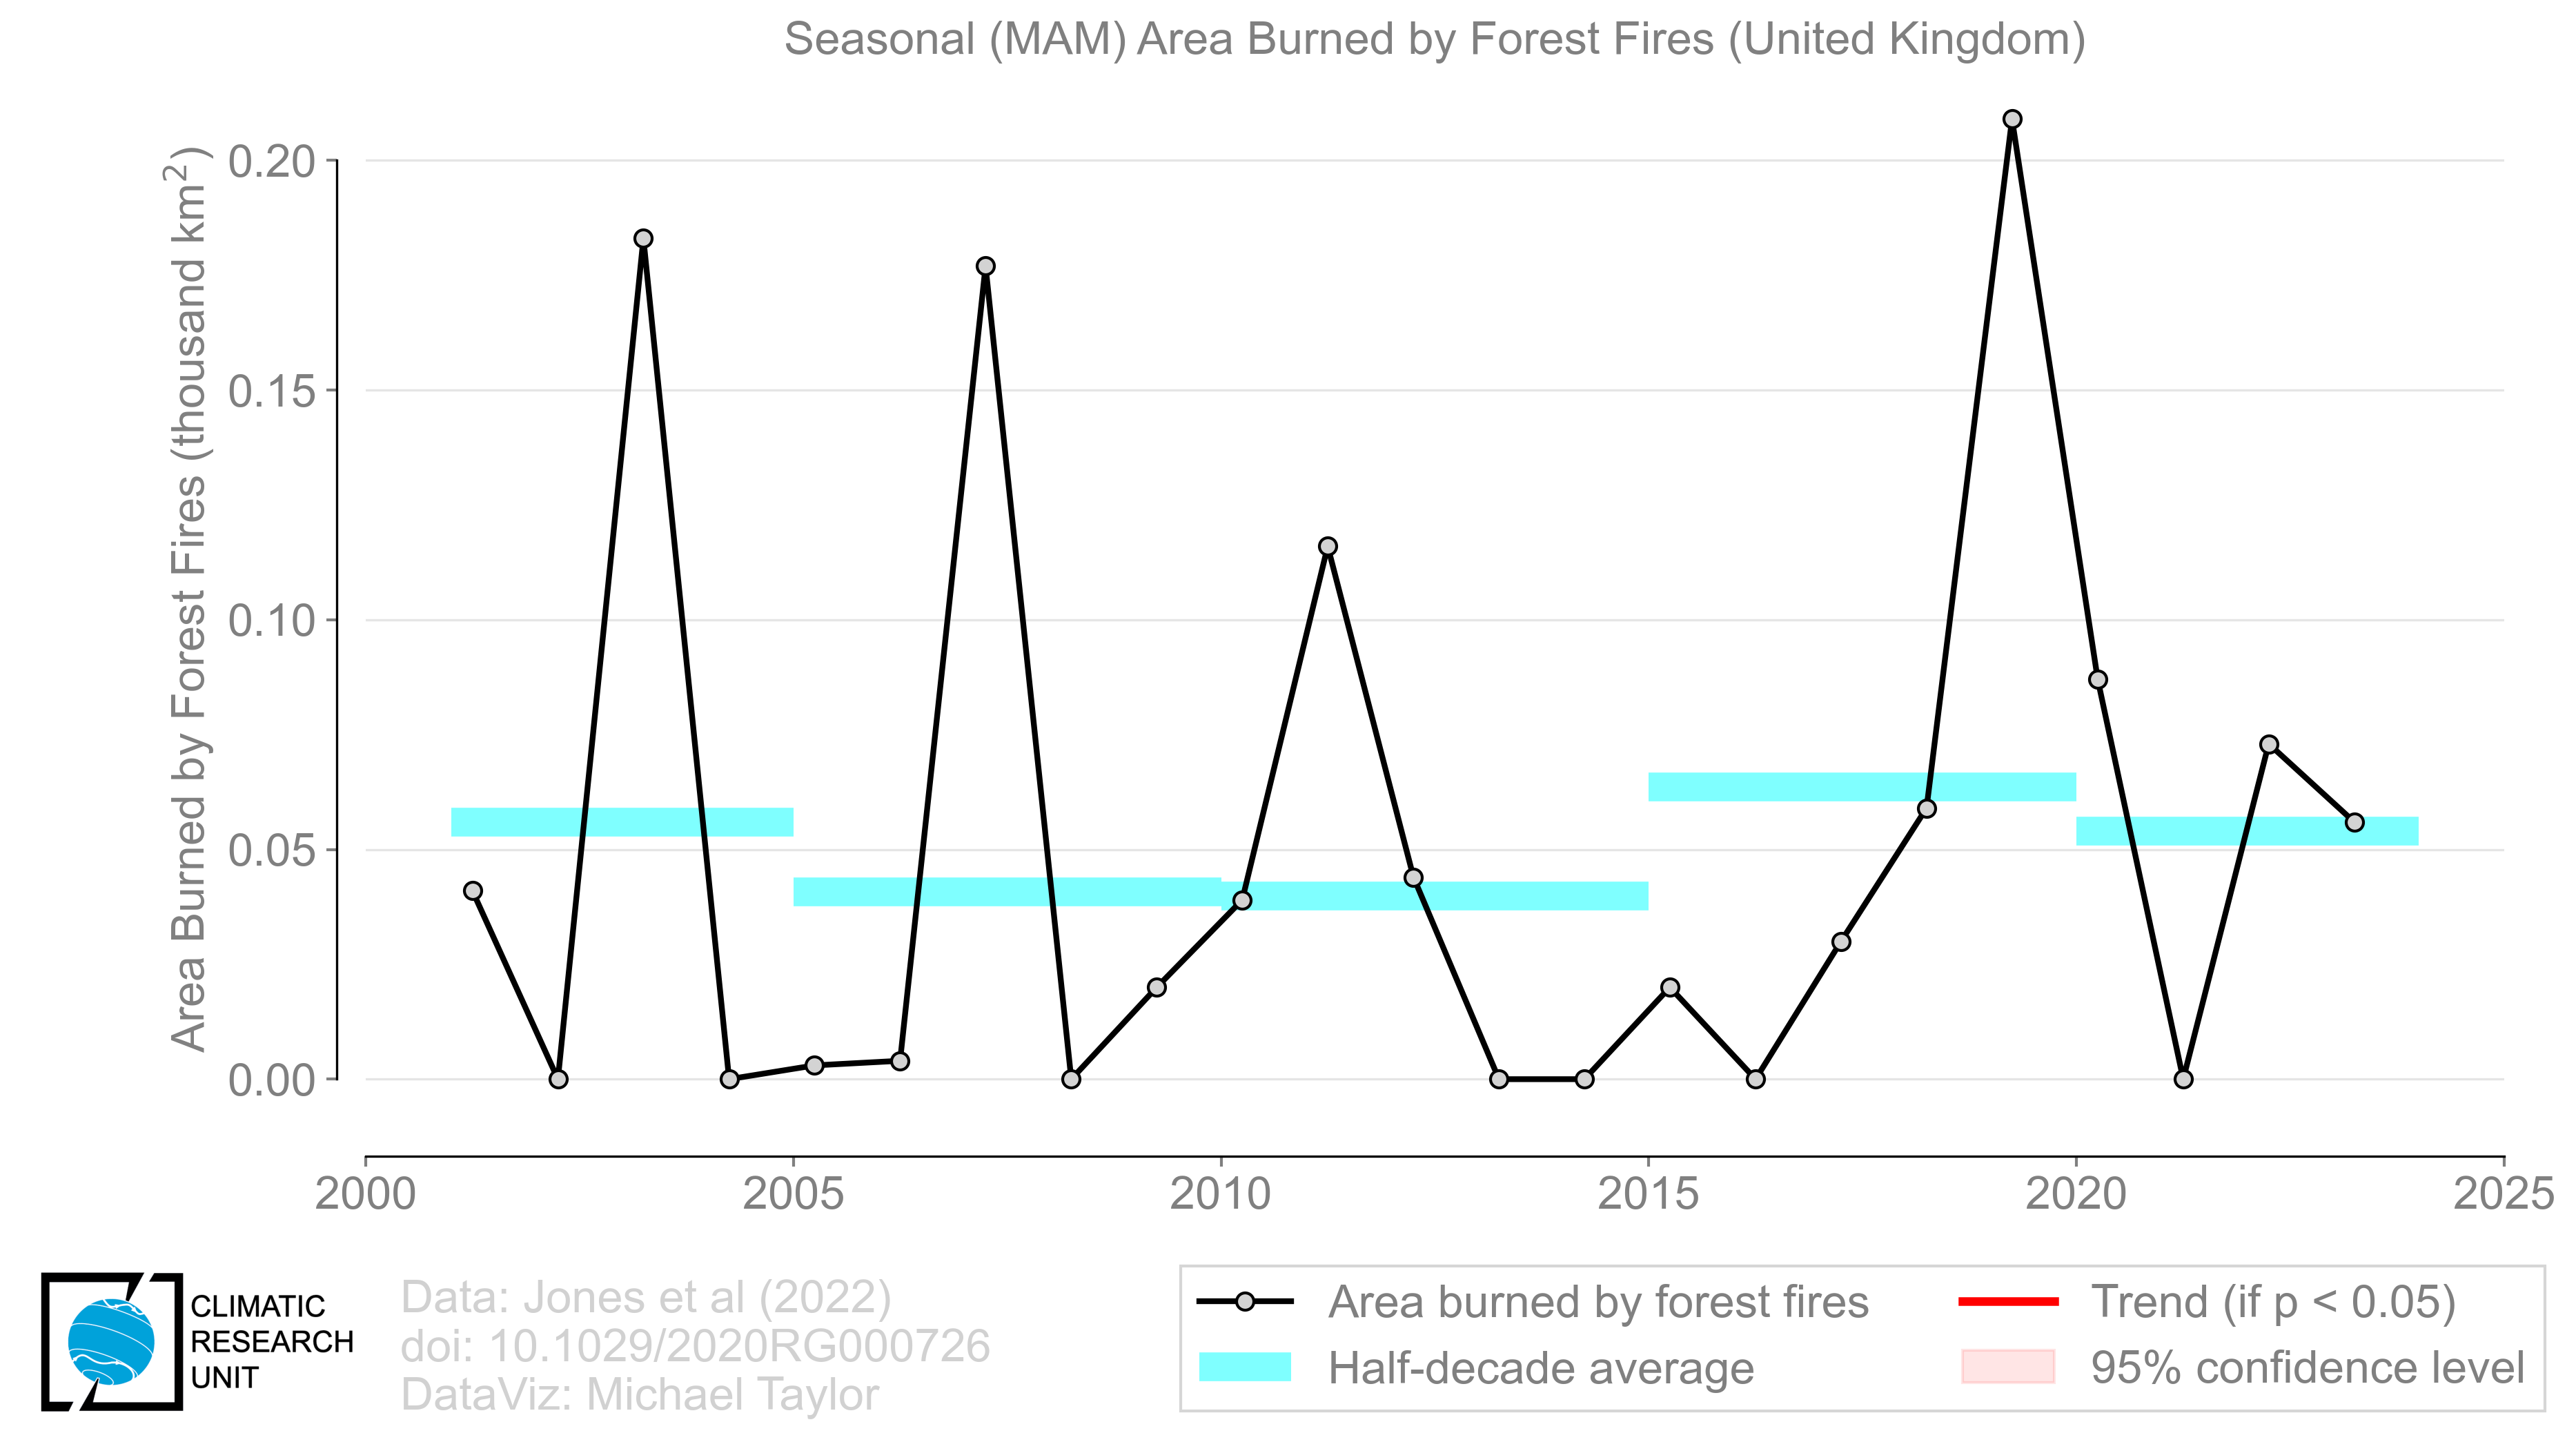 Seasonal (MAM) Area Burned by Forest Fires (United Kingdom)
Area Burned by Forest Fires (thousand km²)
0.20
0.15
0.10
0.05
0.00
2000
2005
2010
2015
2020
2025
CLIMATIC
RESEARCH
UNIT
Data: Jones et al (2022)
doi: 10.1029/2020RG000726
DataViz: Michael Taylor
Area burned by forest fires
Half-decade average
Trend (if p < 0.05)
95% confidence level